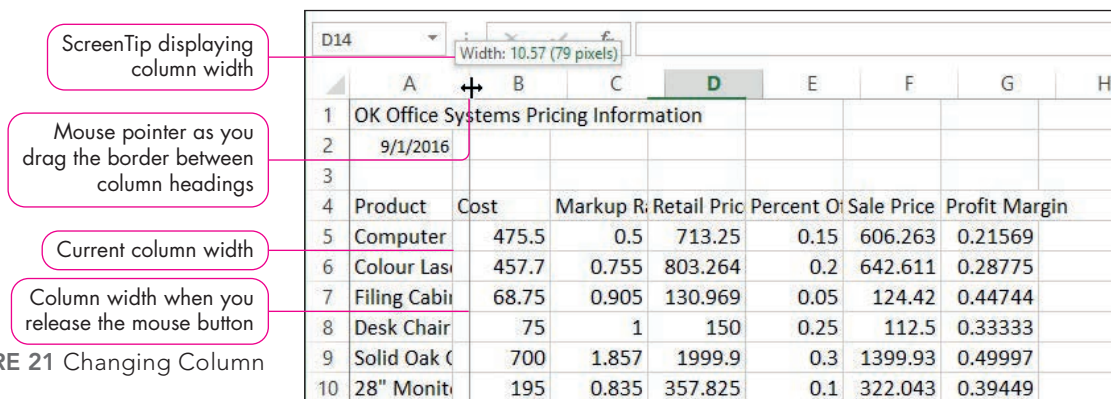 ScreenTip displaying
column width
Mouse pointer as you
drag the border between
column headings
Current column width
Column width when you
release the mouse button
RE 21 Changing Column
D14
Width: 10.57 (79 pixels)
A B C D E F G H
1 OK Office Systems Pricing Information
2 9/1/2016
3
4 Product Cost Markup Ra Retail Pric Percent Of Sale Price Profit Margin
5 Computer 475.5 0.5 713.25 0.15 606.263 0.21569
6 Colour Las 457.7 0.755 803.264 0.2 642.611 0.28775
7 Filing Cabin 68.75 0.905 130.969 0.05 124.42 0.44744
8 Desk Chair 75 1 150 0.25 112.5 0.33333
9 Solid Oak 700 1.857 1999.9 0.3 1399.93 0.49997
10 28" Monit 195 0.835 357.825 0.1 322.043 0.39449